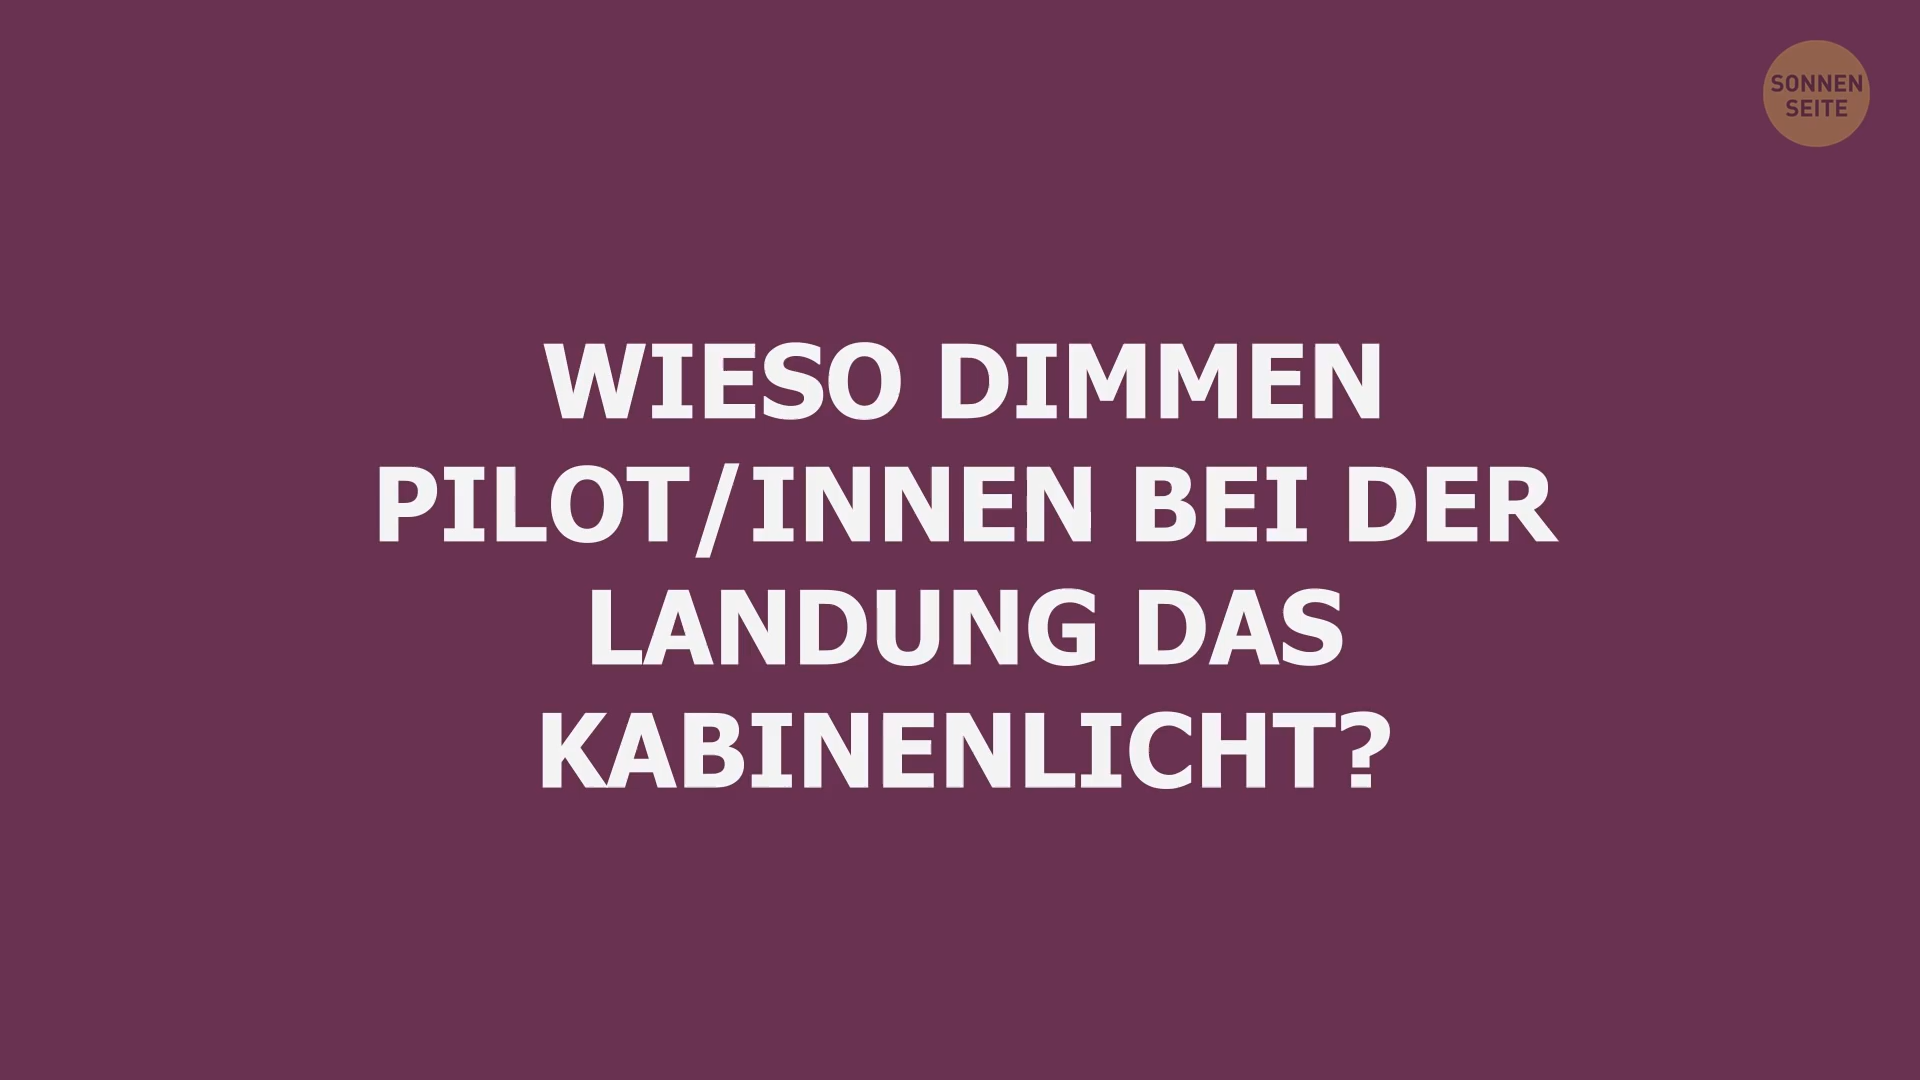 SONNEN
SEITE
WIESO DIMMEN
PILOT/INNEN BEI DER
LANDUNG DAS
KABINENLICHT?